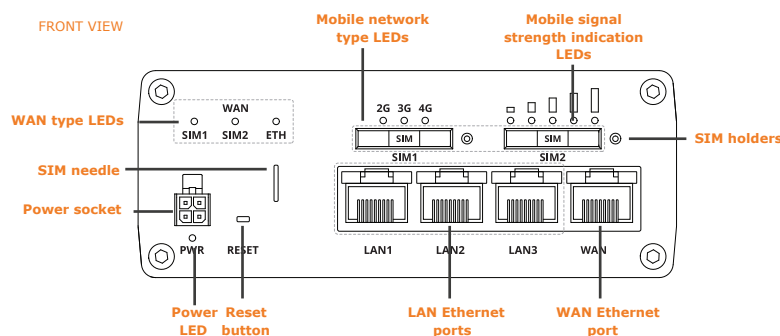 FRONT VIEW
Mobile network
type LEDs
Mobile signal
strength indication
LEDs
WAN type LEDs
WAN
SIM1 SIM2 ETH
2G 3G 4G
SIM
SIM
SIM1
SIM2
SIM holders
SIM needle
Power socket
PWR
RESET
LAN1
LAN2
LAN3
WAN
Power
LED
Reset
button
LAN Ethernet
ports
WAN Ethernet
port